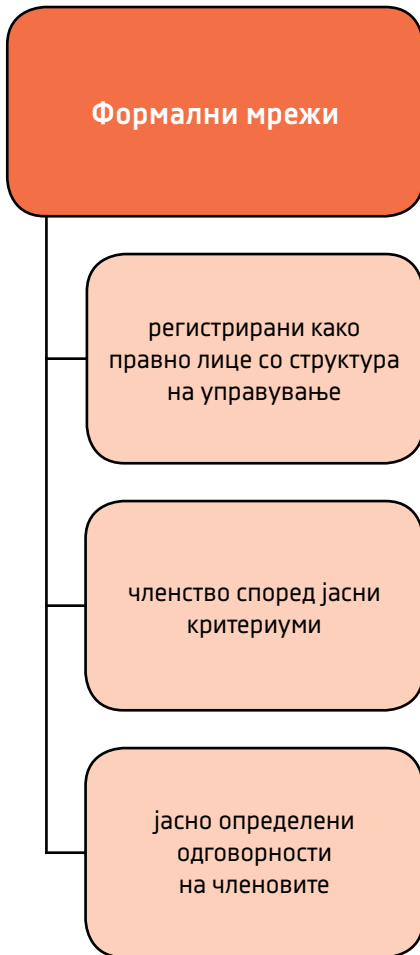 Формални мрежи
регистрирани како
правно лице со структура
на управување
членство според јасни
критериуми
јасно определени
одговорности
на членовите